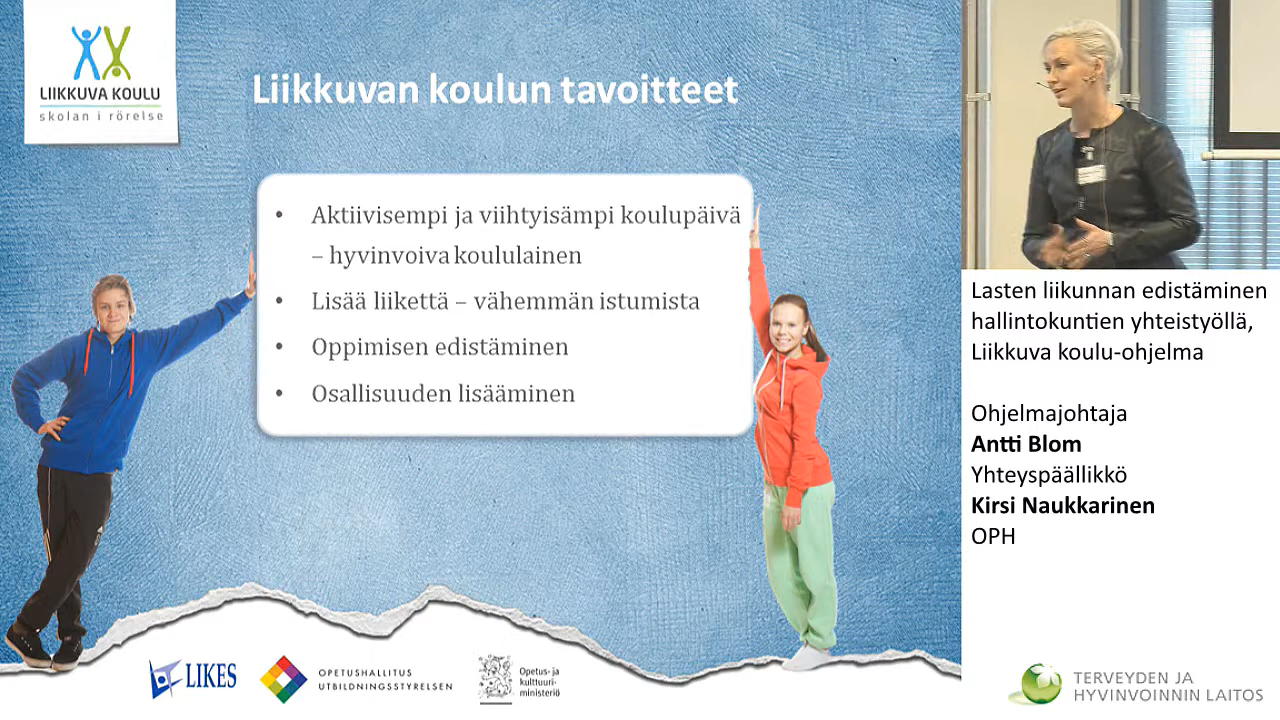 LIIKKUVA KOULU
skolan i rörelse
Liikkuvan koulun tavoitteet
• Aktiivisempi ja viihtyisämpi koulupäivä
– hyvinvoiva koululainen
• Lisää liikettä – vähemmän istumista
• Oppimisen edistäminen
• Osallisuuden lisääminen
LIKES
OPETUSHALLITUS
UTBILDNINGSSTYRELSEN
Opetus- ja
kulttuuri-
ministeriö
Lasten liikunnan edistäminen
hallintokuntien yhteistyöllä,
Liikkuva koulu-ohjelma
Ohjelmajohtaja
Antti Blom
Yhteyspäällikkö
Kirsi Naukkarinen
OPH
TERVEYDEN JA
HYVINVOINNIN LAITOS